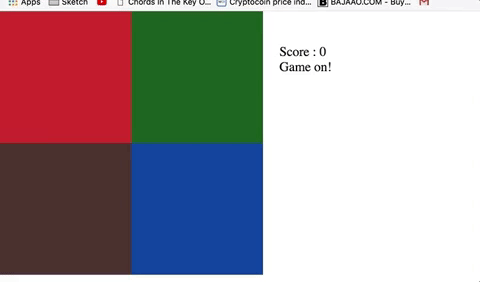 Apps Sketch Chords In The Key O... Cryptocoin price ind... BAJAAO.COM - Buy...
Score : 0
Game on!